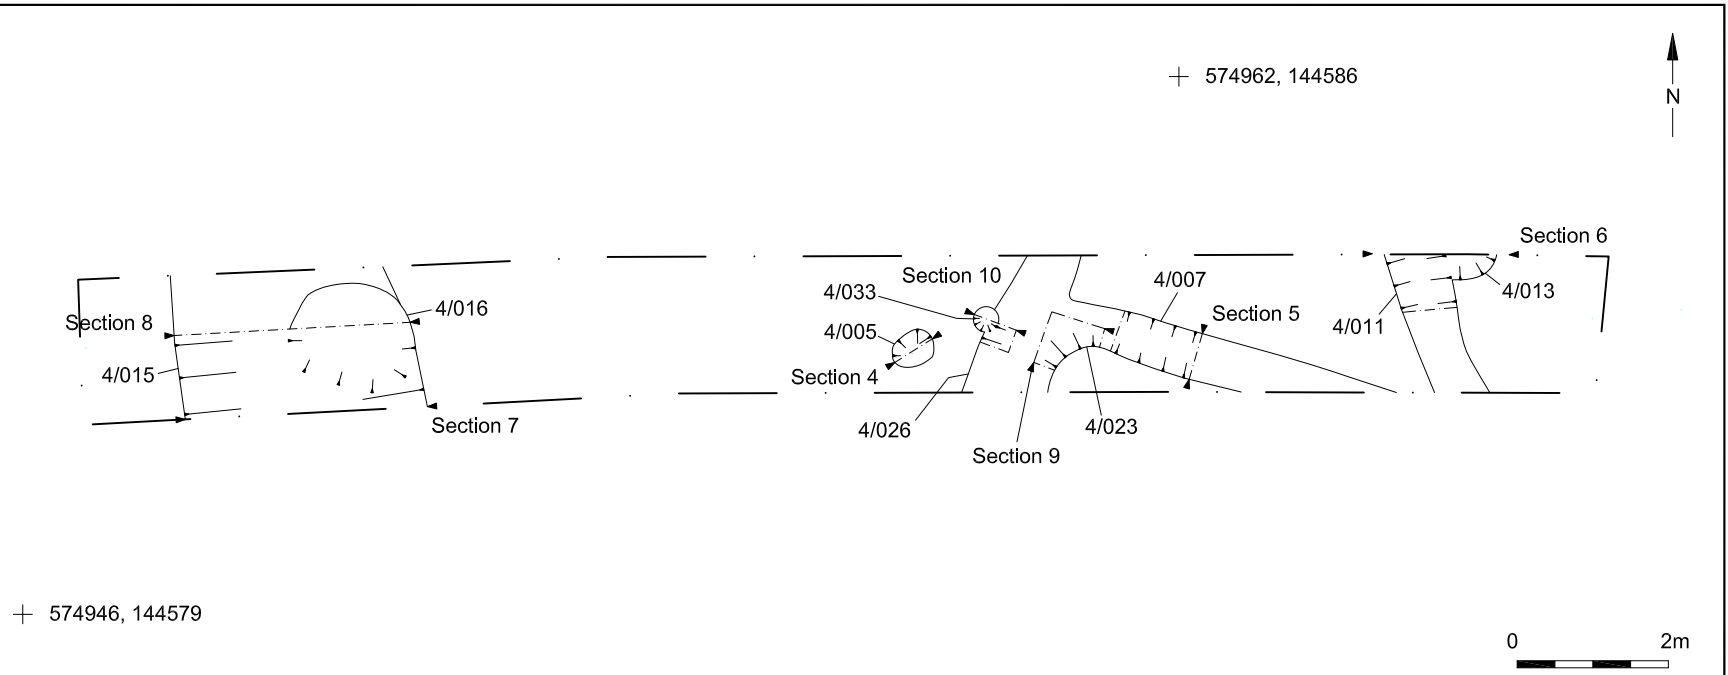 574962, 144586
N
Section 6
Section 10
4/007
4/033
4/013
4/016
Section 5
Section 8
4/005
4/011
4/015
Section 4
Section 7
4/026
4/023
Section 9
574946, 144579
0 2m